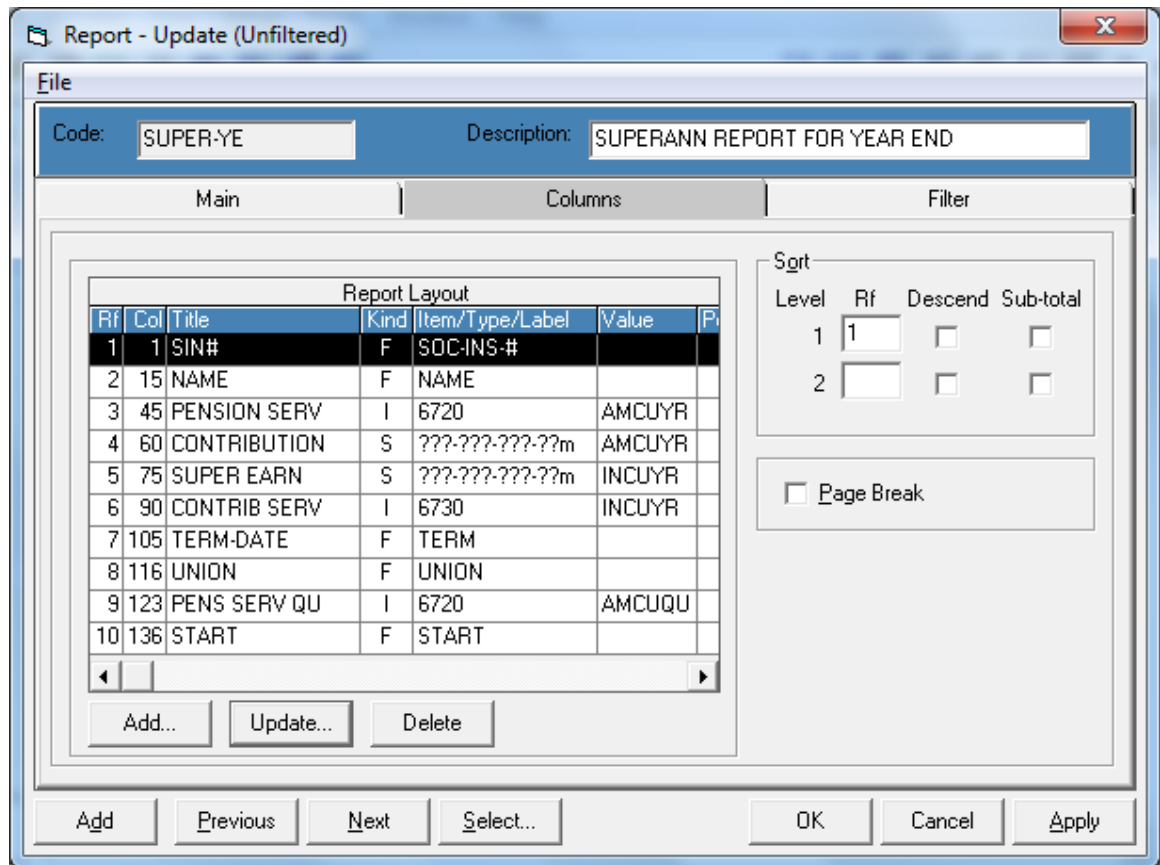 Report - Update (Unfiltered)
x
File
Code: SUPER-YE Description: SUPERANN REPORT FOR YEAR END
Main Columns Filter
Report Layout
Rf Col Title Kind Item/Type/Label Value
1 1 SIN# F SOC-INS-#
2 15 NAME F NAME
3 45 PENSION SERV I 6720 AMCUYR
4 60 CONTRIBUTION S ???-???-???-??m AMCUYR
5 75 SUPER EARN S ???-???-???-??m INCUYR
6 90 CONTRIB SERV I 6730 INCUYR
7 105 TERM-DATE F TERM
8 116 UNION F UNION
9 123 PENS SERV QU I 6720 AMCUQU
10 136 START F START
Add... Update... Delete
Sort
Level Rf Descend Sub-total
1 1
2
Page Break
Add Previous Next Select... OK Cancel Apply